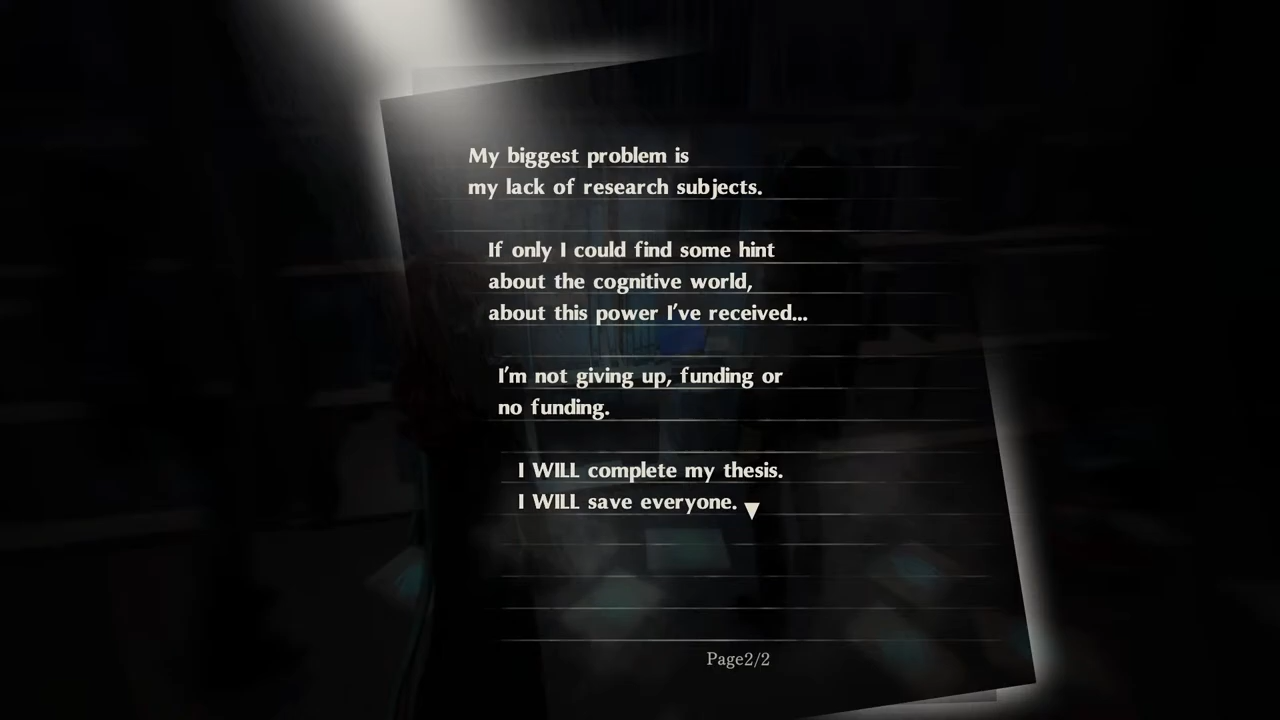 My biggest problem is
my lack of research subjects.
If only I could find some hint
about the cognitive world,
about this power I've received...
I'm not giving up, funding or
no funding.
I WILL complete my thesis.
I WILL save everyone.
Page2/2